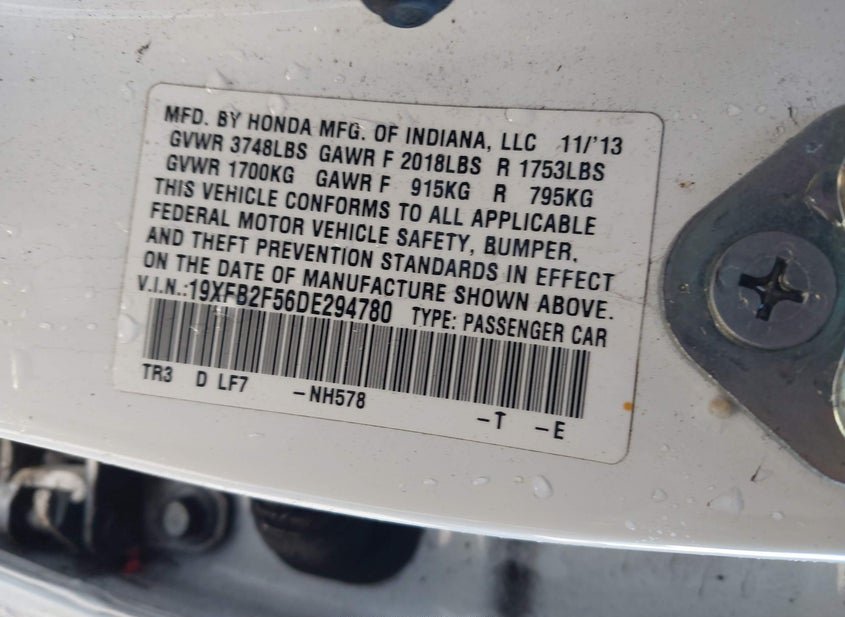 MFD. BY HONDA MFG. OF INDIANA, LLC 11/'13
GVWR 3748LBS GAWR F 2018LBS R 1753LBS
GVWR 1700KG GAWR F 915KG R 795KG
THIS VEHICLE CONFORMS TO ALL APPLICABLE
FEDERAL MOTOR VEHICLE SAFETY, BUMPER,
AND THEFT PREVENTION STANDARDS IN EFFECT
ON THE DATE OF MANUFACTURE SHOWN ABOVE.
V.I.N.:19XFB2F56DE294780 TYPE: PASSENGER CAR
TR3 D LF7 -NH578 -T -E